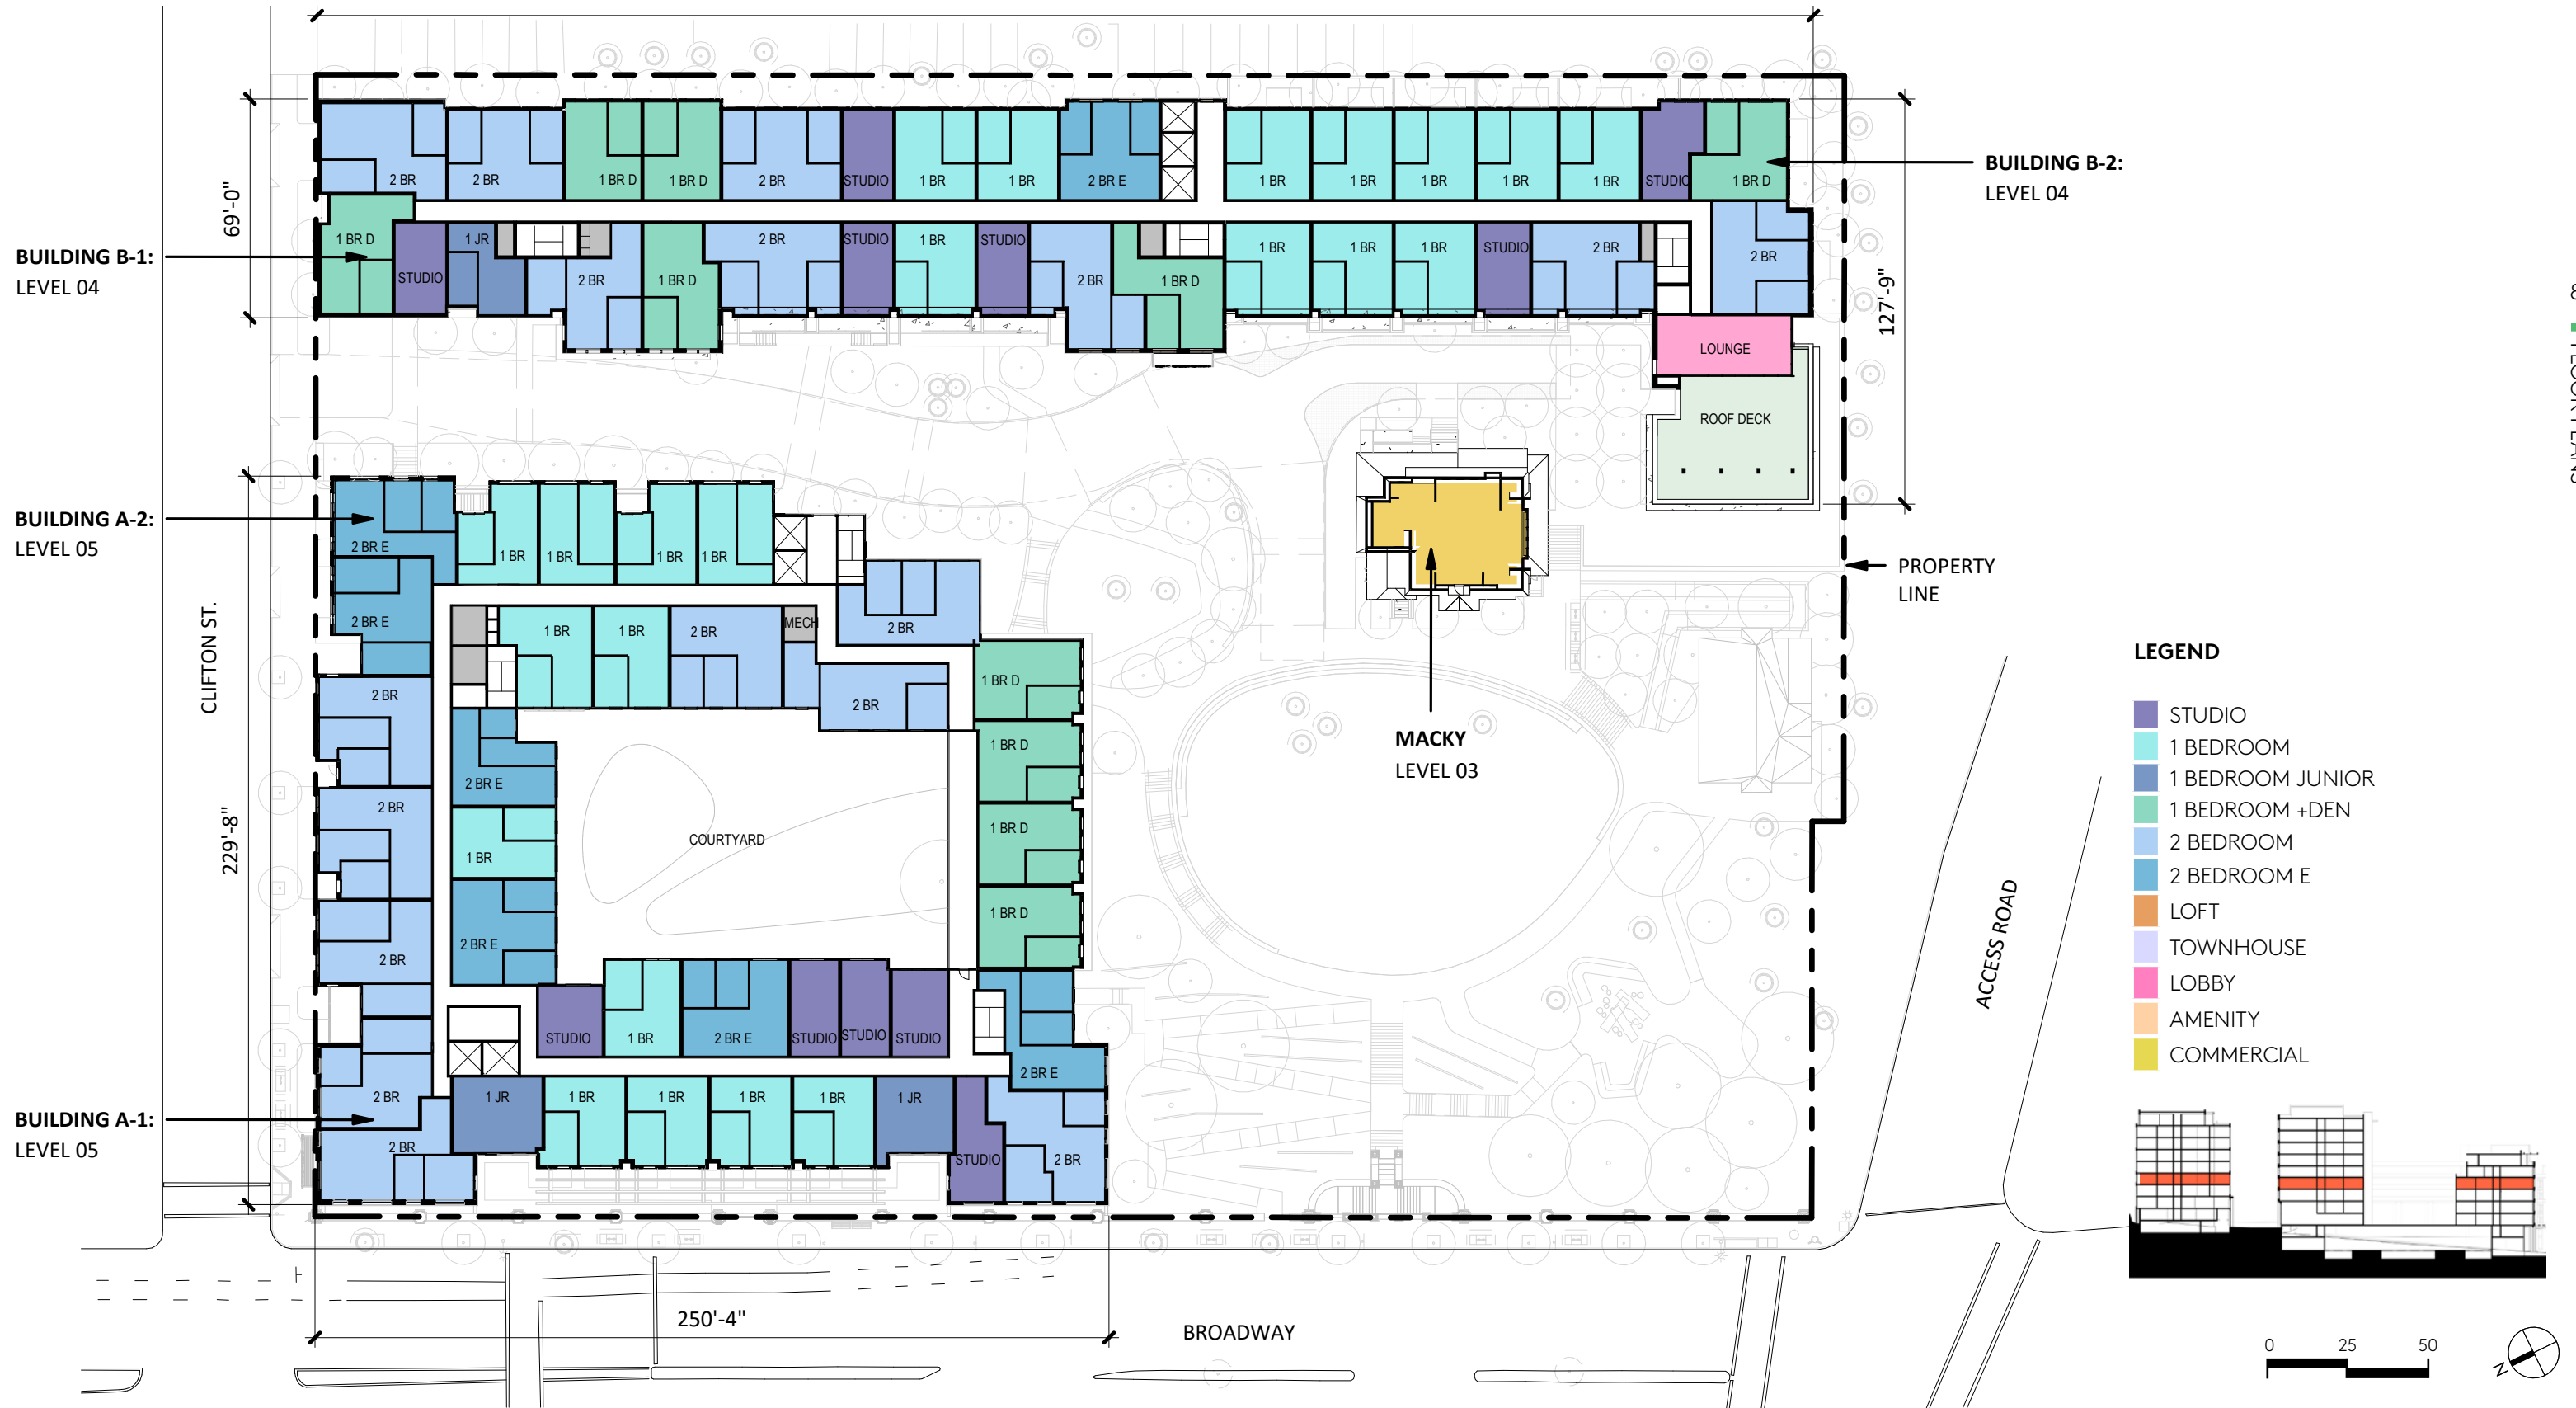 2 BR
2 BR
1 BR D
1 BR D
2 BR
STUDIO
1 BR
1 BR
2 BR E
1 BR
1 BR
1 BR
1 BR
1 BR
STUDIO
1 BR D
BUILDING B-2:
LEVEL 04
69'-0"
BUILDING B-1:
LEVEL 04
1 BR D
STUDIO
1 JR
2 BR
1 BR D
2 BR
STUDIO
1 BR
STUDIO
2 BR
1 BR D
1 BR
1 BR
1 BR
STUDIO
2 BR
2 BR
127'-9"
LOUNGE
ROOF DECK
BUILDING A-2:
LEVEL 05
2 BR E
1 BR
1 BR
1 BR
1 BR
2 BR E
1 BR
1 BR
2 BR
MECH
2 BR
2 BR
1 BR D
PROPERTY
LINE
CLIFTON ST.
2 BR
2 BR E
1 BR D
MACKY
LEVEL 03
229'-8"
2 BR
1 BR
COURTYARD
1 BR D
2 BR
2 BR E
1 BR D
STUDIO
1 BR
2 BR E
STUDIO
STUDIO
STUDIO
2 BR E
BUILDING A-1:
LEVEL 05
2 BR
2 BR
1 JR
1 BR
1 BR
1 BR
1 BR
1 JR
STUDIO
2 BR
ACCESS ROAD
250'-4"
BROADWAY
LEGEND
STUDIO
1 BEDROOM
1 BEDROOM JUNIOR
1 BEDROOM +DEN
2 BEDROOM
2 BEDROOM E
LOFT
TOWNHOUSE
LOBBY
AMENITY
COMMERCIAL
0 25 50
N